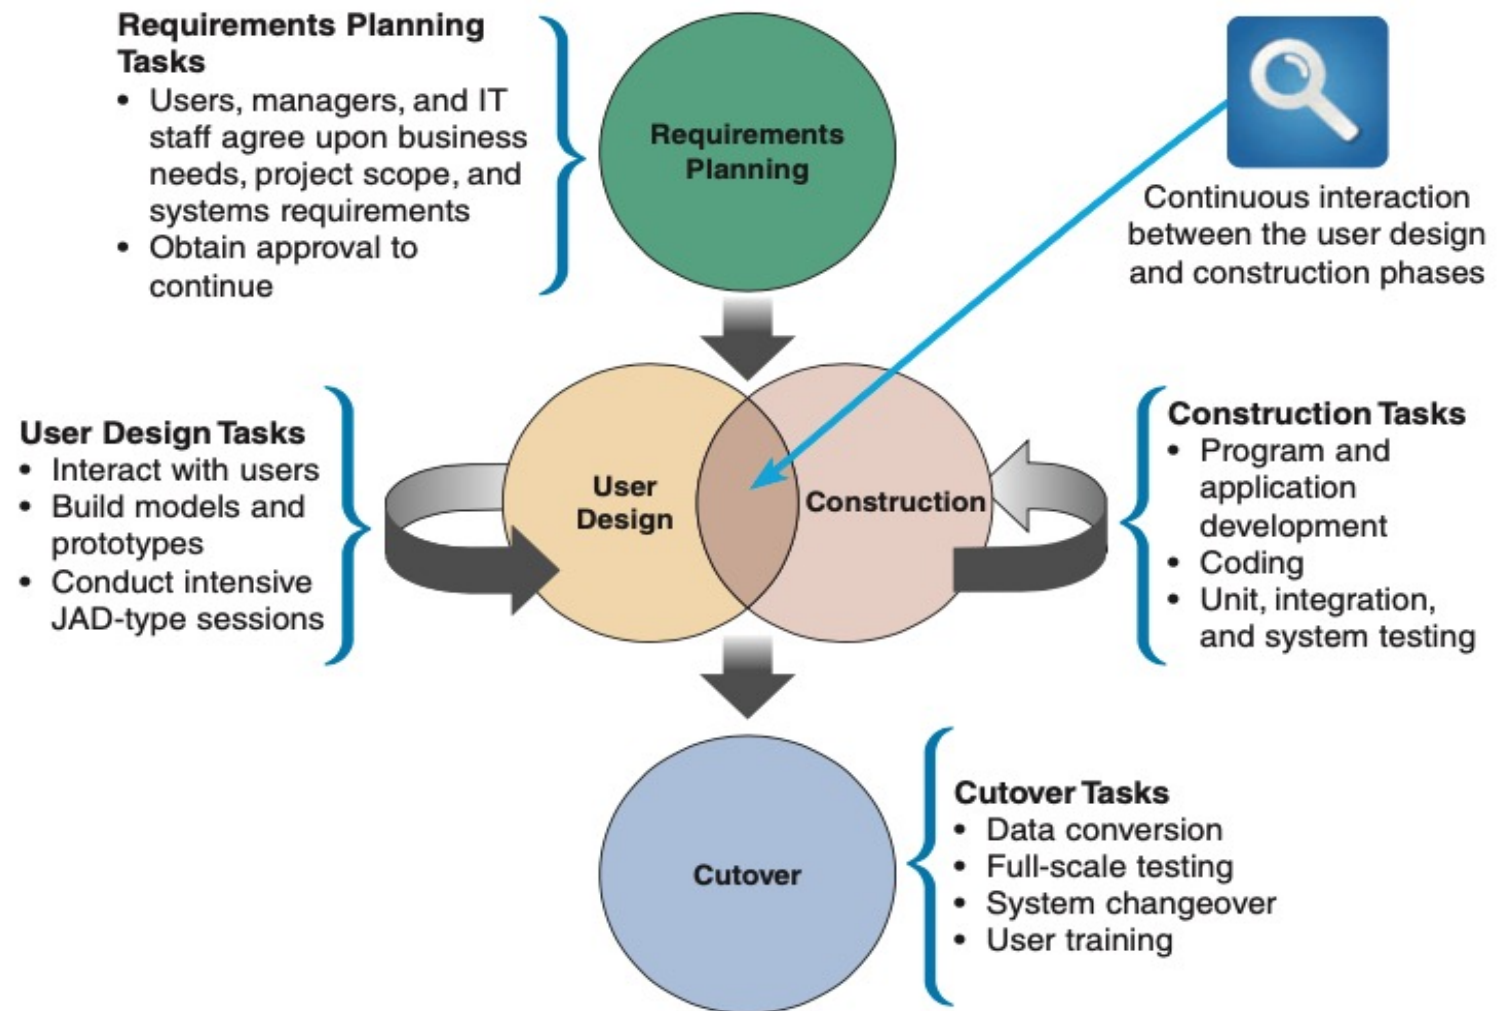 Requirements Planning
Tasks
• Users, managers, and IT
staff agree upon business
needs, project scope, and
systems requirements
• Obtain approval to
continue
Requirements
Planning
Continuous interaction
between the user design
and construction phases
User Design Tasks
• Interact with users
• Build models and
prototypes
• Conduct intensive
JAD-type sessions
User
Design
Construction
Construction Tasks
• Program and
application
development
• Coding
• Unit, integration,
and system testing
Cutover
Cutover Tasks
• Data conversion
• Full-scale testing
• System changeover
• User training